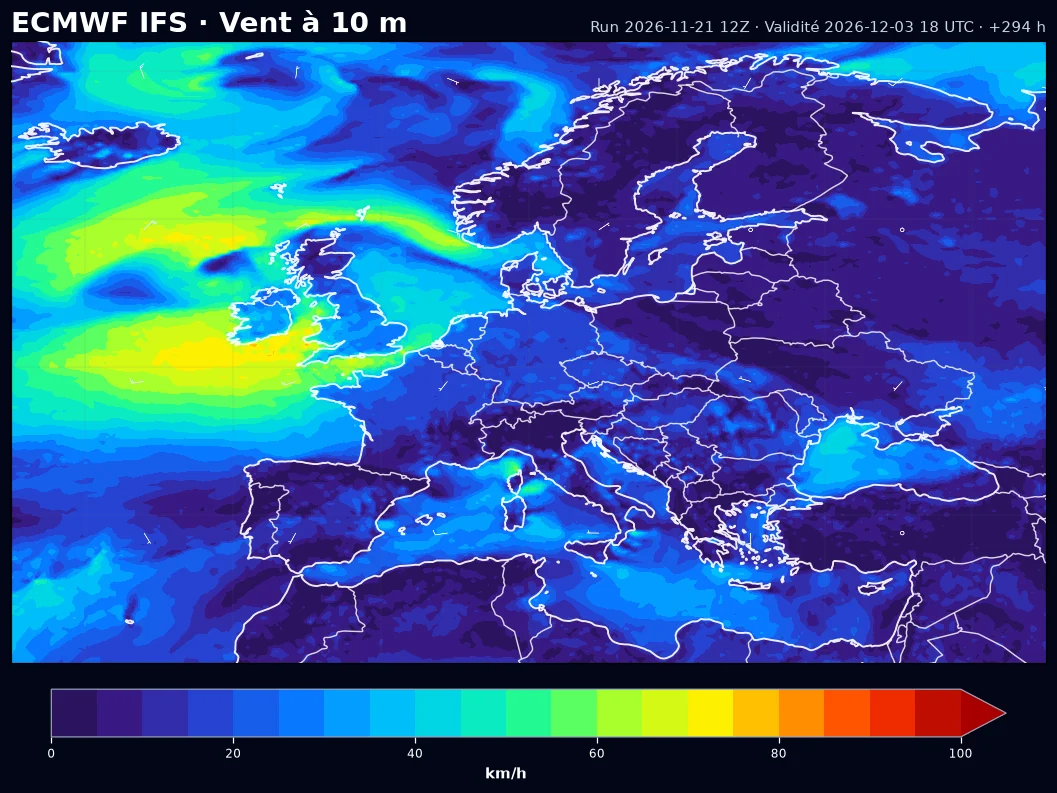 ECMWF IFS · Vent à 10 m
Run 2026-11-21 12Z · Validité 2026-12-03 18 UTC · +294 h
0 20 40 60 80 100
km/h